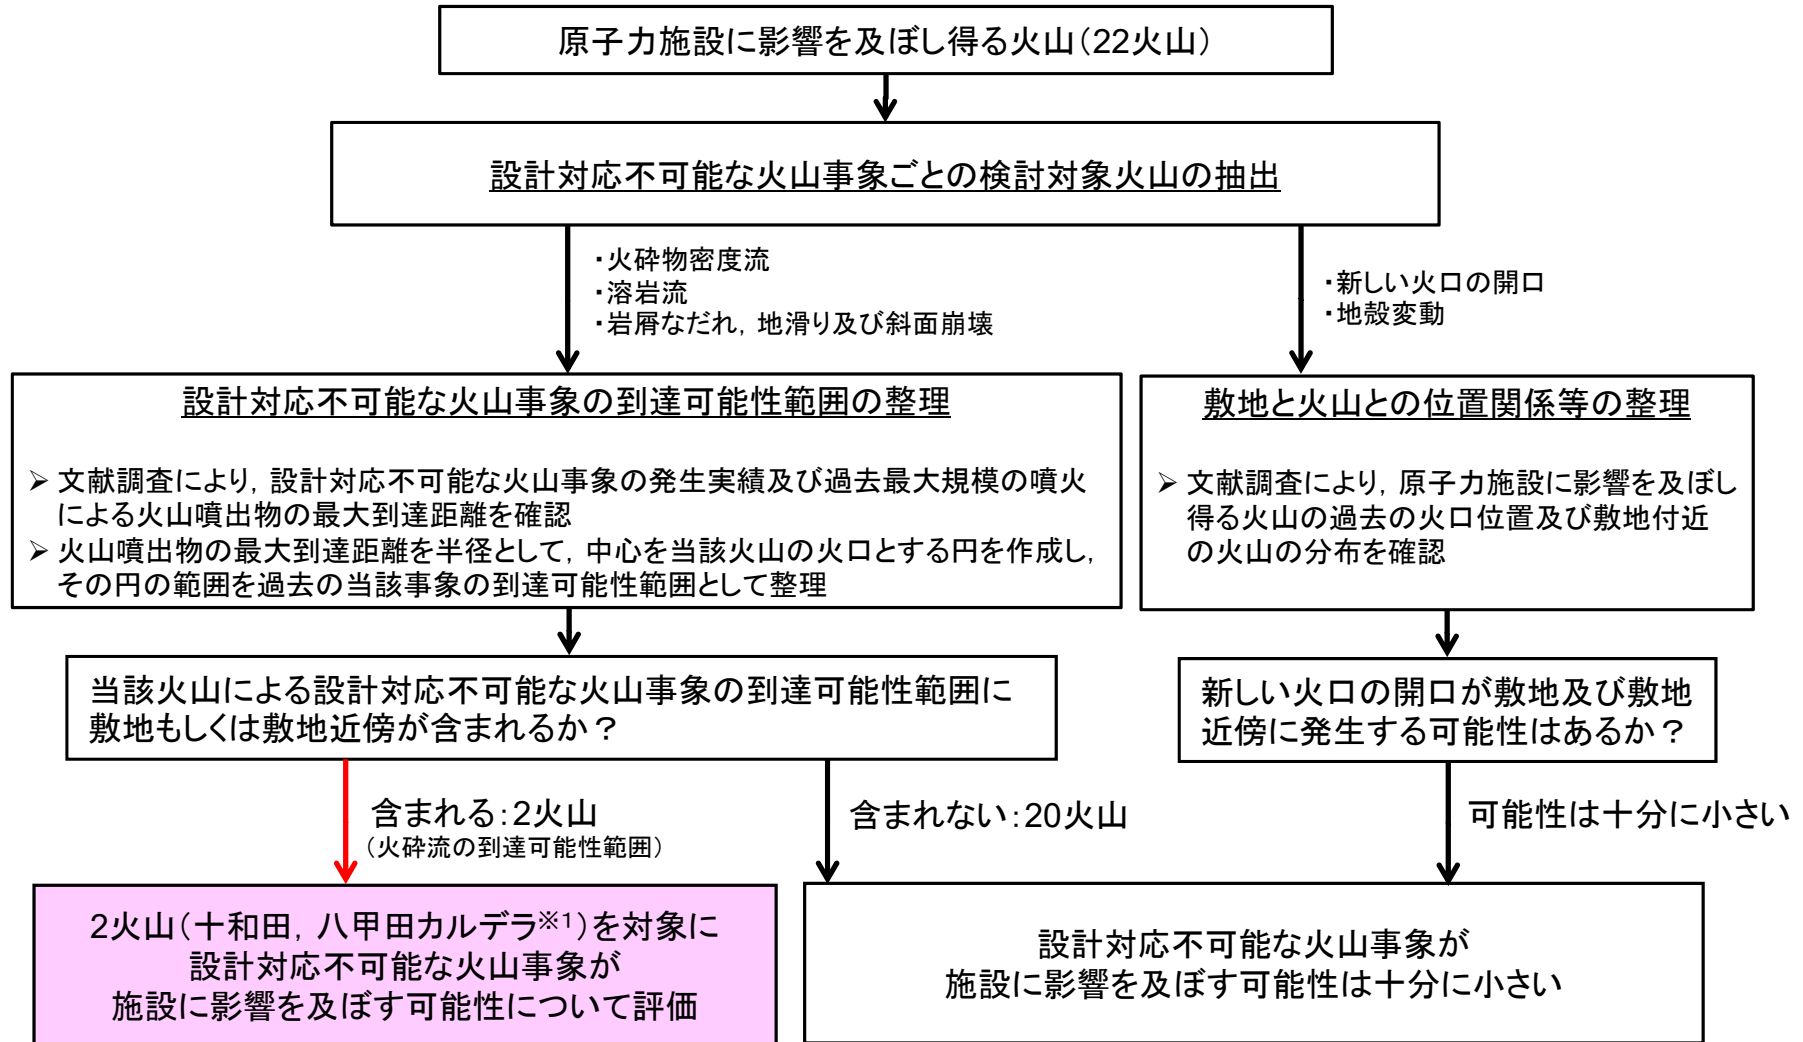 原子力施設に影響を及ぼし得る火山(22火山)
設計対応不可能な火山事象ごとの検討対象火山の抽出
・火砕物密度流
・溶岩流
・岩屑なだれ，地滑り及び斜面崩壊
・新しい火口の開口
・地殻変動
設計対応不可能な火山事象の到達可能性範囲の整理
➢ 文献調査により，設計対応不可能な火山事象の発生実績及び過去最大規模の噴火
による火山噴出物の最大到達距離を確認
➢ 火山噴出物の最大到達距離を半径として，中心を当該火山の火口とする円を作成し，
その円の範囲を過去の当該事象の到達可能性範囲として整理
敷地と火山との位置関係等の整理
➢ 文献調査により，原子力施設に影響を及ぼし
得る火山の過去の火口位置及び敷地付近
の火山の分布を確認
当該火山による設計対応不可能な火山事象の到達可能性範囲に
敷地もしくは敷地近傍が含まれるか？
新しい火口の開口が敷地及び敷地
近傍に発生する可能性はあるか？
含まれる：2火山
(火砕流の到達可能性範囲)
含まれない：20火山
可能性は十分に小さい
2火山(十和田，八甲田カルデラ※1)を対象に
設計対応不可能な火山事象が
施設に影響を及ぼす可能性について評価
設計対応不可能な火山事象が
施設に影響を及ぼす可能性は十分に小さい